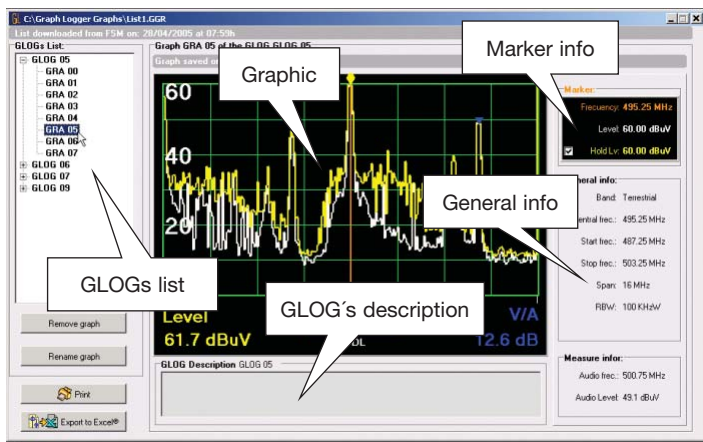 C:\Graph Logger Graphs\List1.GGR
List downloaded from FSM on: 28/04/2005 at 07:59h
GLOGs List:
GLOG 05
GRA 00
GRA 01
GRA 02
GRA 03
GRA 04
GRA 05
GRA 06
GRA 07
GLOG 06
GLOG 07
GLOG 09
GLOGs list
Remove graph
Rename graph
Print
Export to Excel®
Graph GRA 05 of the GLOG GLOG 05
Graph saved on
Graphic
60
40
20
Level
61.7 dBuV
V/A
12.6 dB
GLOG´s description
GLOG Description GLOG 05
Marker info
Marker:
Frecuency: 495.25 MHz
Level: 60.00 dBuV
Hold Lv: 60.00 dBuV
General info
info:
Band: Terrestrial
frec.: 495.25 MHz
Start frec.: 487.25 MHz
Stop frec.: 503.25 MHz
Span: 16 MHz
RBW: 100 KHzW
Measure infor:
Audio frec.: 500.75 MHz
Audio Level: 49.1 dBuV